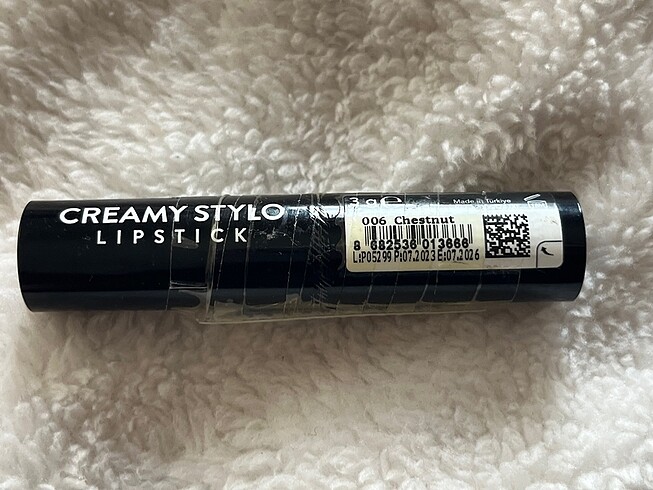 CREAMY STYLO
LIPSTICK
3 g ℮
Made in Türkiye
006 Chestnut
8 682536 013666
L:P05299 P:07.2023 E:07.2026